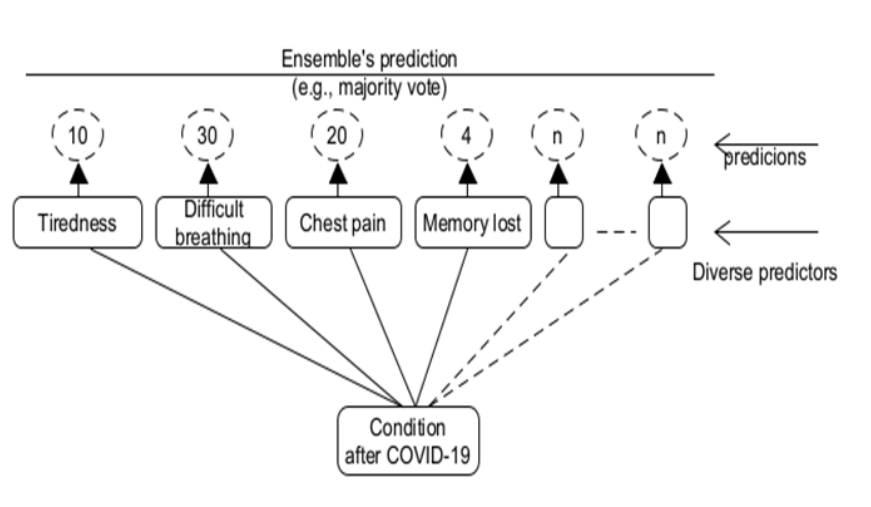 Ensemble's prediction
(e.g., majority vote)
10
30
20
4
n
n
predicions
Tiredness
Difficult
breathing
Chest pain
Memory lost
Diverse predictors
Condition
after COVID-19